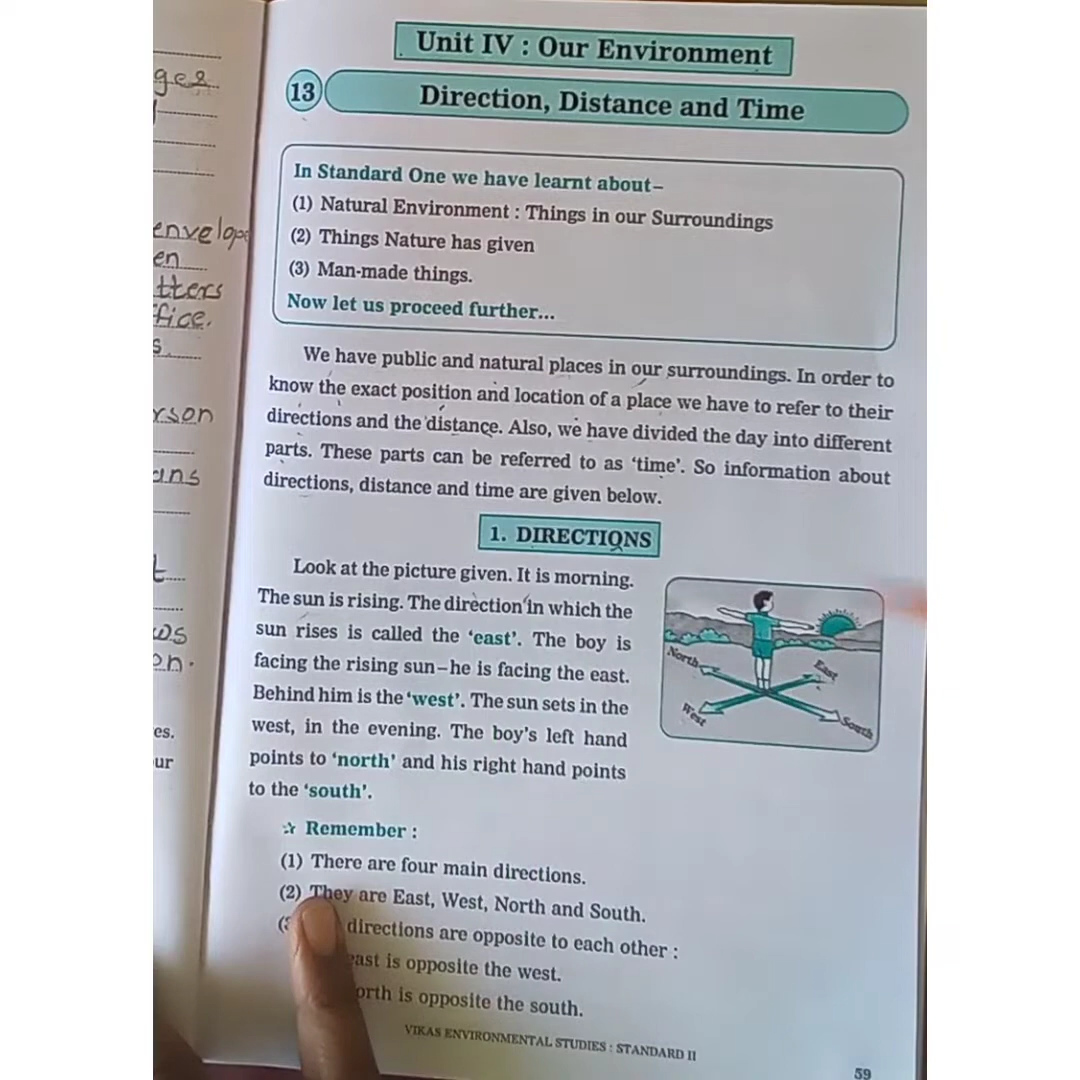 ges
envelope
en
tters
fice.
s.
rson
ans
t
ws
on.
es.
ur
Unit IV : Our Environment
13
Direction, Distance and Time
In Standard One we have learnt about–
(1) Natural Environment : Things in our Surroundings
(2) Things Nature has given
(3) Man-made things.
Now let us proceed further...
We have public and natural places in our surroundings. In order to
know the exact position and location of a place we have to refer to their
directions and the distance. Also, we have divided the day into different
parts. These parts can be referred to as ‘time’. So information about
directions, distance and time are given below.
1. DIRECTIONS
Look at the picture given. It is morning.
The sun is rising. The direction in which the
sun rises is called the ‘east’. The boy is
facing the rising sun–he is facing the east.
Behind him is the ‘west’. The sun sets in the
west, in the evening. The boy’s left hand
points to ‘north’ and his right hand points
to the ‘south’.
North
East
West
South
Remember :
(1) There are four main directions.
(2) They are East, West, North and South.
directions are opposite to each other :
east is opposite the west.
orth is opposite the south.
VIKAS ENVIRONMENTAL STUDIES : STANDARD II
59